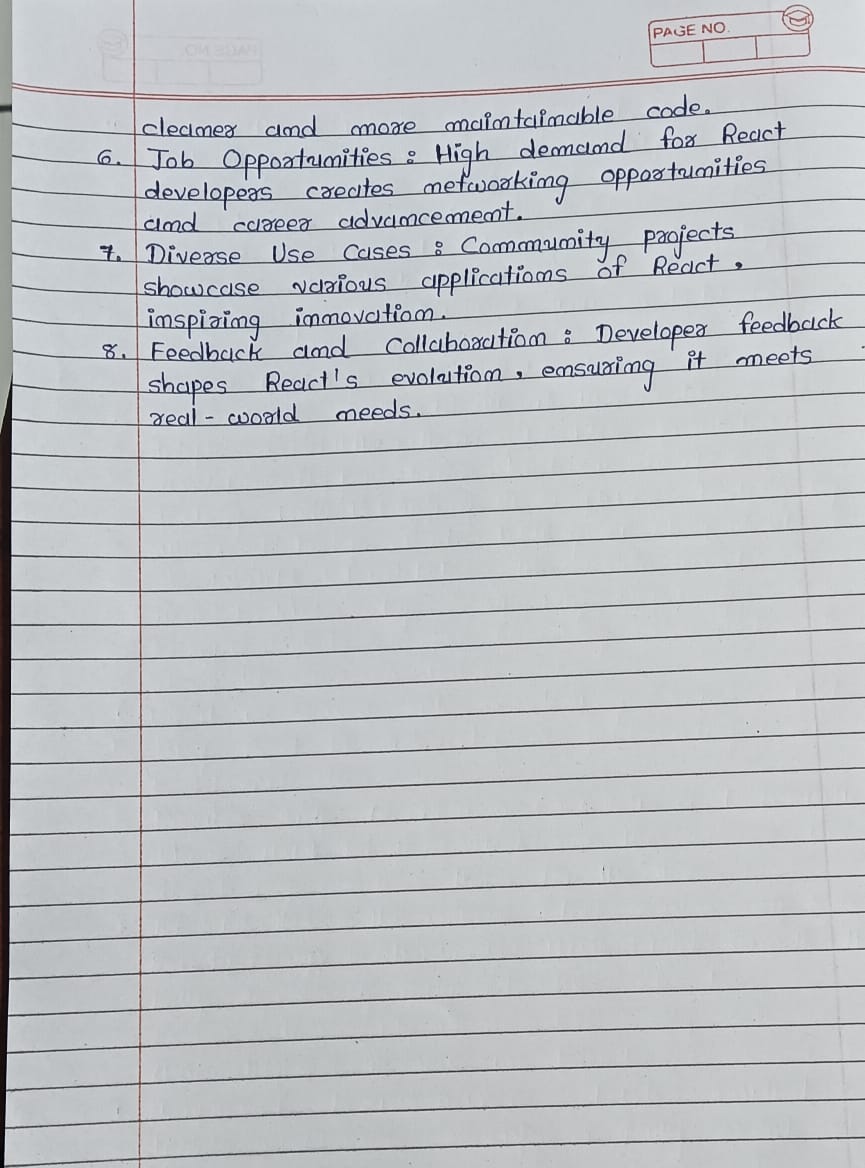 PAGE NO.
cleaner and more maintainable code.
6. Job Opportunities : High demand for React
developers creates networking opportunities
and career advancement.
7. Diverse Use Cases : Community projects
showcase various applications of React,
inspiring innovation.
8. Feedback and Collaboration : Developer feedback
shapes React's evolution, ensuring it meets
real-world needs.